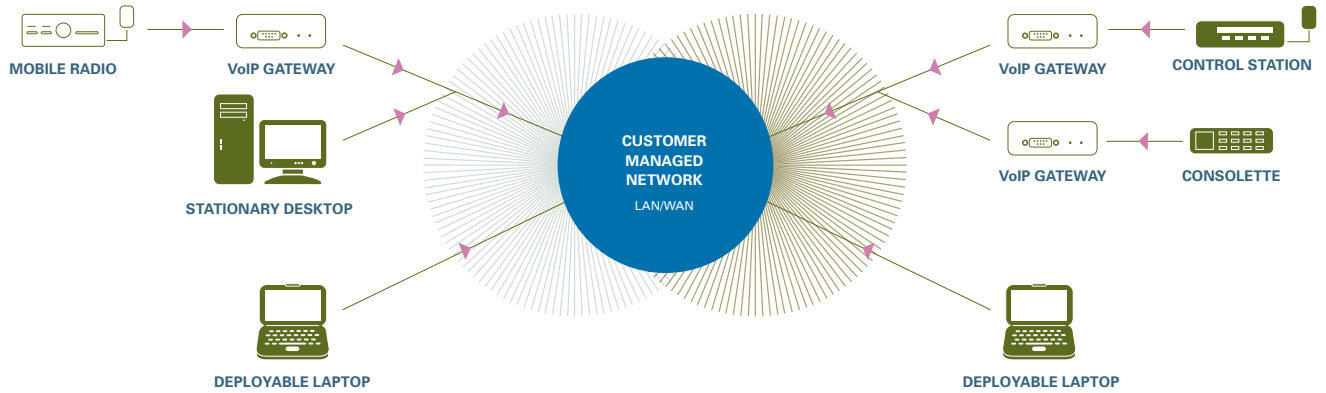 MOBILE RADIO
VoIP GATEWAY
VoIP GATEWAY
CONTROL STATION
CUSTOMER
MANAGED
NETWORK
LAN/WAN
VoIP GATEWAY
CONSOLETTE
STATIONARY DESKTOP
DEPLOYABLE LAPTOP
DEPLOYABLE LAPTOP